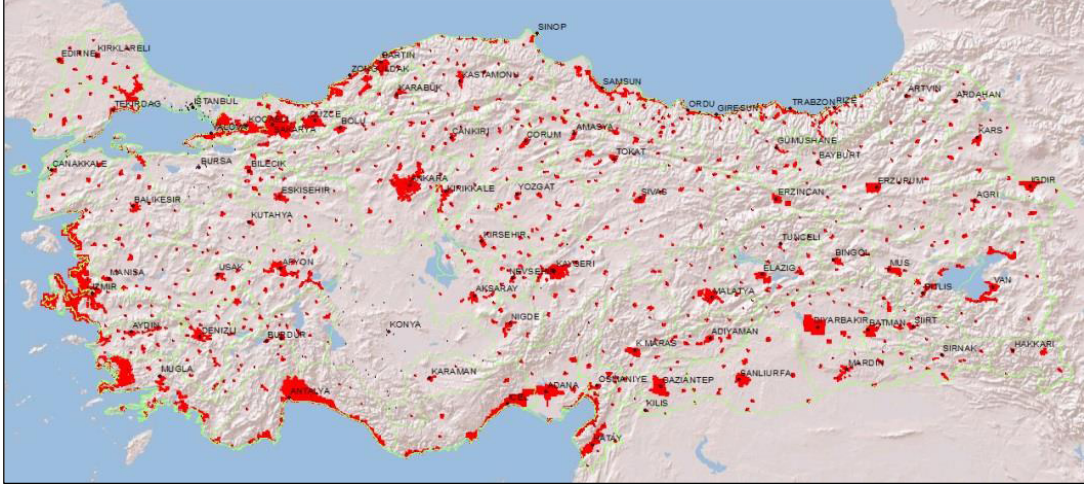 SINOP
KIRKLARELI
EDIRNE
BARTIN
ZONGULDAK
KASTAMONU
SAMSUN
KARABUK
ARTVIN
ARDAHAN
TEKIRDAG
ISTANBUL
ORDU
GIRESUN
TRABZON
RIZE
DUZCE
KOCAELI
YALOVA
SAKARYA
BOLU
CANKIRI
CORUM
AMASYA
KARS
GUMUSHANE
TOKAT
BAYBURT
CANAKKALE
BURSA
BILECIK
ANKARA
KIRIKKALE
YOZGAT
SIVAS
ERZINCAN
ERZURUM
IGDIR
ESKISEHIR
AGRI
BALIKESIR
KUTAHYA
KIRSEHIR
TUNCELI
BINGOL
MUS
MANISA
USAK
AFYON
NEVSEHIR
KAYSERI
ELAZIG
VAN
IZMIR
AKSARAY
MALATYA
BITLIS
AYDIN
DENIZLI
BURDUR
KONYA
NIGDE
ADIYAMAN
DIYARBAKIR
BATMAN
SIIRT
SIRNAK
HAKKARI
K.MARAS
MARDIN
MUGLA
KARAMAN
ANTALYA
ADANA
OSMANIYE
GAZIANTEP
SANLIURFA
KILIS
HATAY